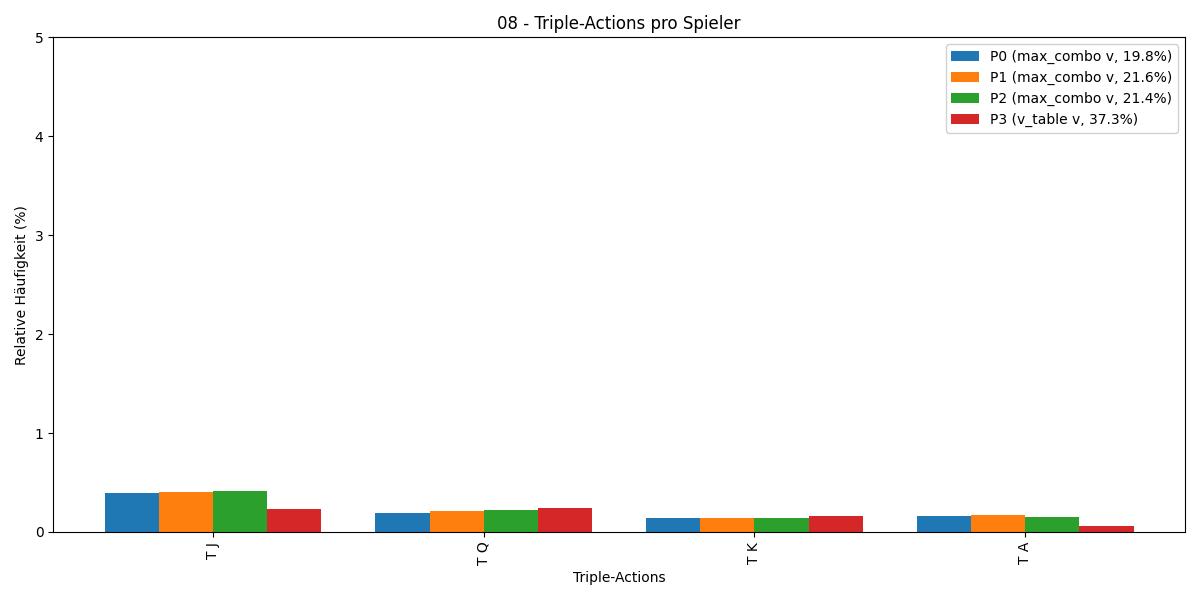 08 - Triple-Actions pro Spieler
P0 (max_combo v, 19.8%)
P1 (max_combo v, 21.6%)
P2 (max_combo v, 21.4%)
P3 (v_table v, 37.3%)
Relative Häufigkeit (%)
5
4
3
2
1
0
T J
T Q
T K
T A
Triple-Actions